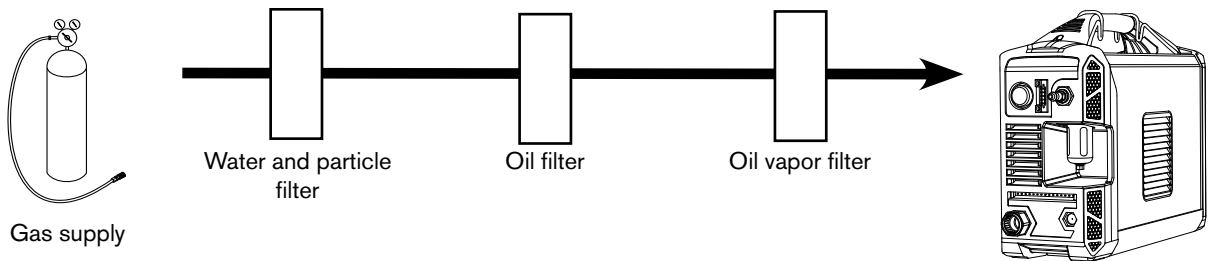 Water and particle
filter
Oil filter
Oil vapor filter
Gas supply